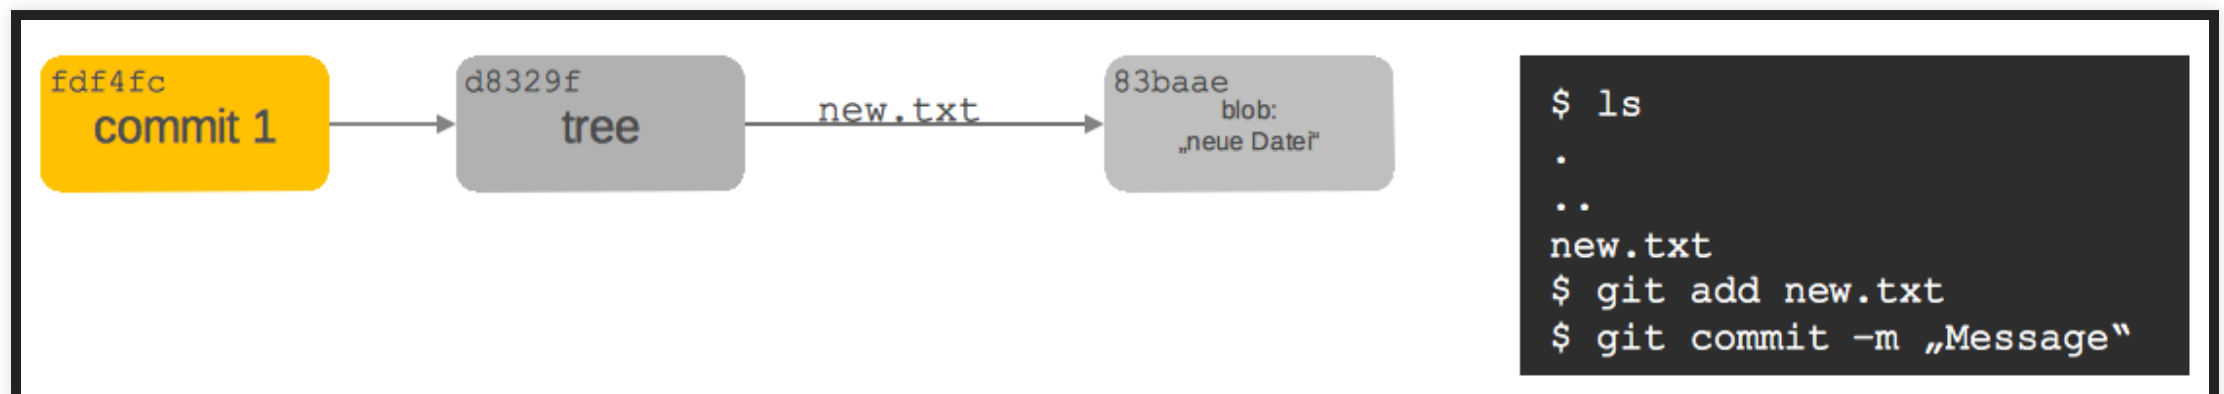 fdf4fc
commit 1
d8329f
tree
new.txt
83baae
blob:
„neue Datei“
$ ls
.
..
new.txt
$ git add new.txt
$ git commit –m „Message“